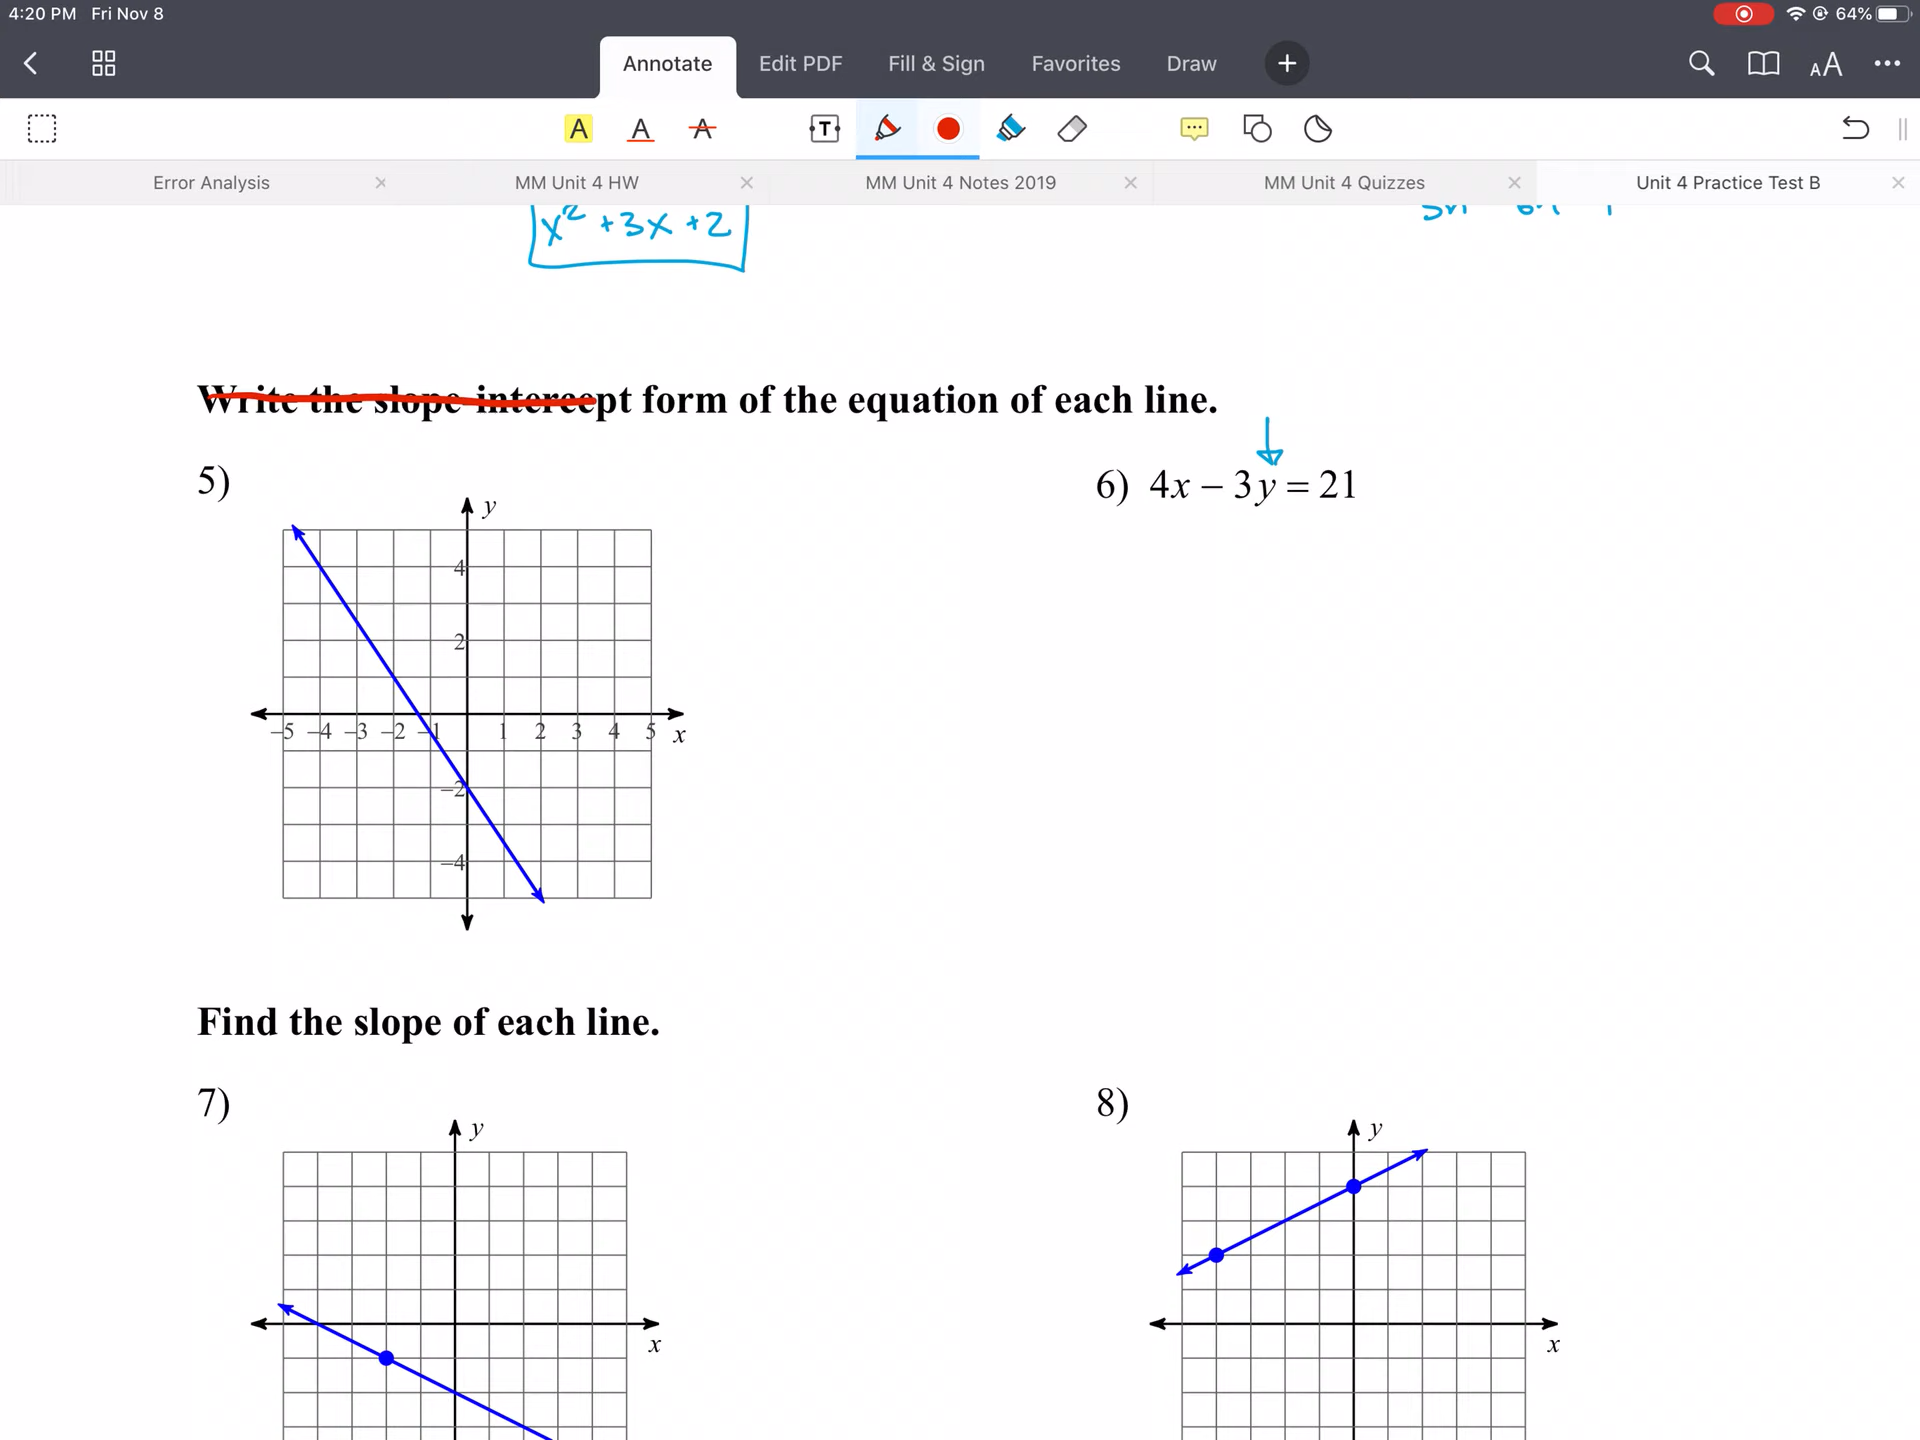 4:20 PM Fri Nov 8 64%
Annotate Edit PDF Fill & Sign Favorites Draw AA
A A A T
Error Analysis MM Unit 4 HW MM Unit 4 Notes 2019 MM Unit 4 Quizzes Unit 4 Practice Test B
x² +3x +2
Write the slope-intercept form of the equation of each line.
5)
6) 4x − 3y = 21
y
4
2
−5 −4 −3 −2 −1 1 2 3 4 5 x
−2
−4
Find the slope of each line.
7)
8)
y
x
y
x